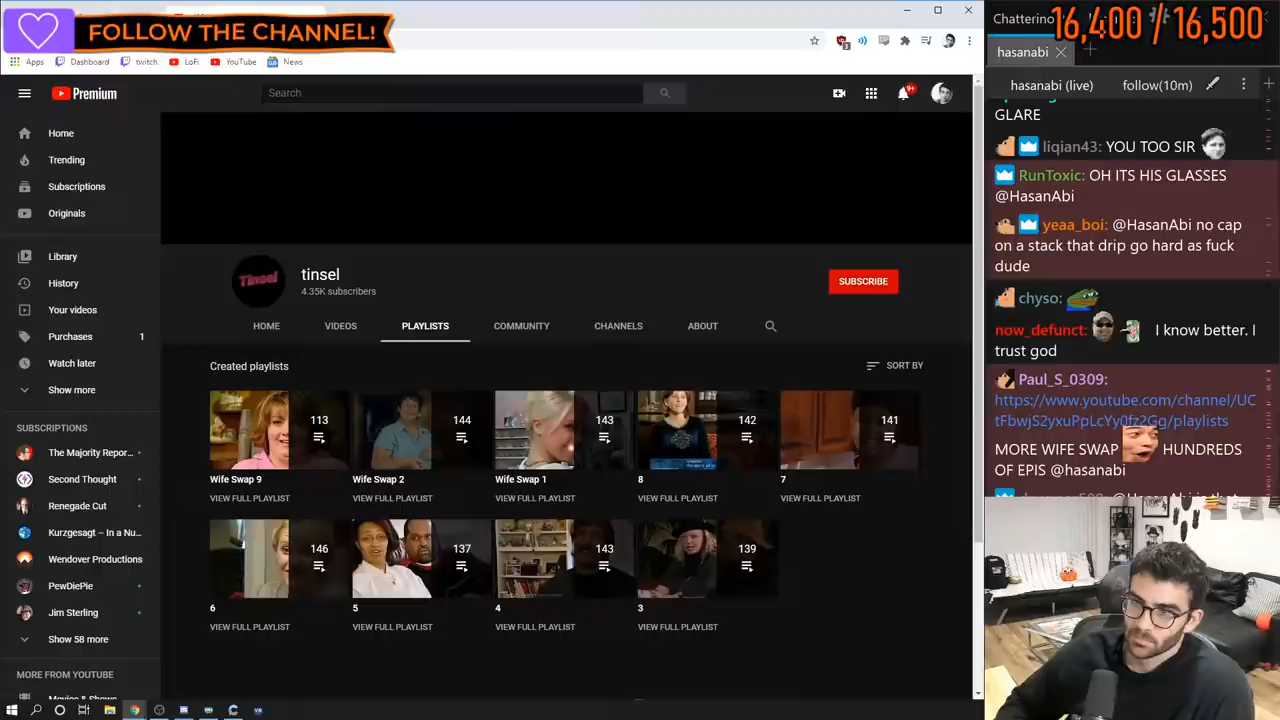 FOLLOW THE CHANNEL!
Apps
Dashboard
twitch
LoFi
YouTube
News
Premium
Search
9+
Home
Trending
Subscriptions
Originals
Library
History
Your videos
Purchases 1
Watch later
Show more
SUBSCRIPTIONS
The Majority Repor...
Second Thought
Renegade Cut
Kurzgesagt – In a Nu...
Wendover Productions
PewDiePie
Jim Sterling
Show 58 more
MORE FROM YOUTUBE
Tinsel
tinsel
4.35K subscribers
SUBSCRIBE
HOME
VIDEOS
PLAYLISTS
COMMUNITY
CHANNELS
ABOUT
Created playlists
SORT BY
113
144
143
142
141
Wife Swap 9
Wife Swap 2
Wife Swap 1
8
7
VIEW FULL PLAYLIST
VIEW FULL PLAYLIST
VIEW FULL PLAYLIST
VIEW FULL PLAYLIST
VIEW FULL PLAYLIST
146
137
143
139
6
5
4
3
VIEW FULL PLAYLIST
VIEW FULL PLAYLIST
VIEW FULL PLAYLIST
VIEW FULL PLAYLIST
Chatterino
16,400 / 16,500
hasanabi
hasanabi (live)
follow(10m)
GLARE
liqian43: YOU TOO SIR
RunToxic: OH ITS HIS GLASSES
@HasanAbi
yeaa_boi: @HasanAbi no cap
on a stack that drip go hard as fuck
dude
chyso:
now_defunct: I know better. I
trust god
Paul_S_0309:
https://www.youtube.com/channel/UC
tFbwjS2yxuPpLcYy0fz2Gg/playlists
MORE WIFE SWAP HUNDREDS
OF EPIS @hasanabi